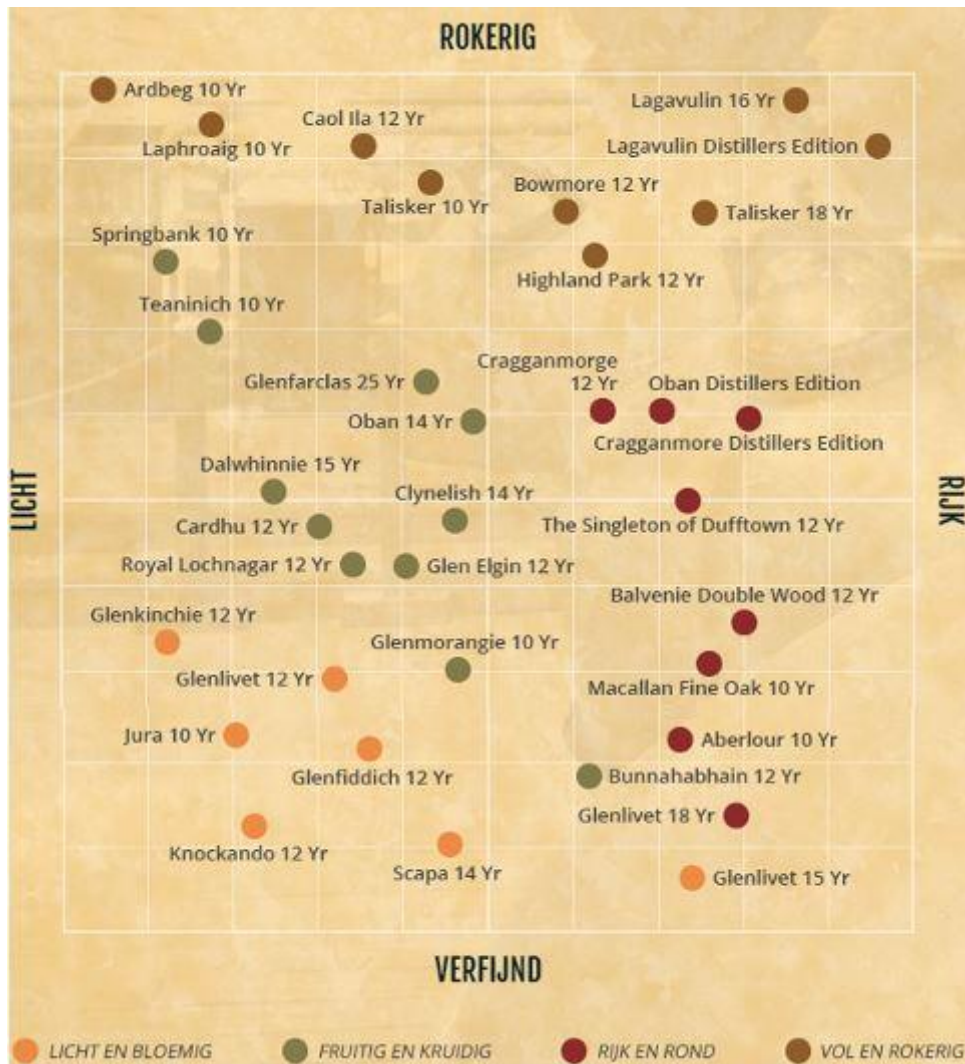 ROKERIG
Ardbeg 10 Yr
Lagavulin 16 Yr
Caol Ila 12 Yr
Laphroaig 10 Yr
Lagavulin Distillers Edition
Bowmore 12 Yr
Talisker 10 Yr
Talisker 18 Yr
Springbank 10 Yr
Highland Park 12 Yr
Teaninich 10 Yr
Cragganmorge
12 Yr
Glenfarclas 25 Yr
Oban Distillers Edition
Oban 14 Yr
Cragganmore Distillers Edition
Dalwhinnie 15 Yr
LICHT
Clynelish 14 Yr
RIJK
Cardhu 12 Yr
The Singleton of Dufftown 12 Yr
Royal Lochnagar 12 Yr
Glen Elgin 12 Yr
Balvenie Double Wood 12 Yr
Glenkinchie 12 Yr
Glenmorangie 10 Yr
Glenlivet 12 Yr
Macallan Fine Oak 10 Yr
Jura 10 Yr
Aberlour 10 Yr
Glenfiddich 12 Yr
Bunnahabhain 12 Yr
Glenlivet 18 Yr
Knockando 12 Yr
Scapa 14 Yr
Glenlivet 15 Yr
VERFIJND
LICHT EN BLOEMIG
FRUITIG EN KRUIDIG
RIJK EN ROND
VOL EN ROKERIG